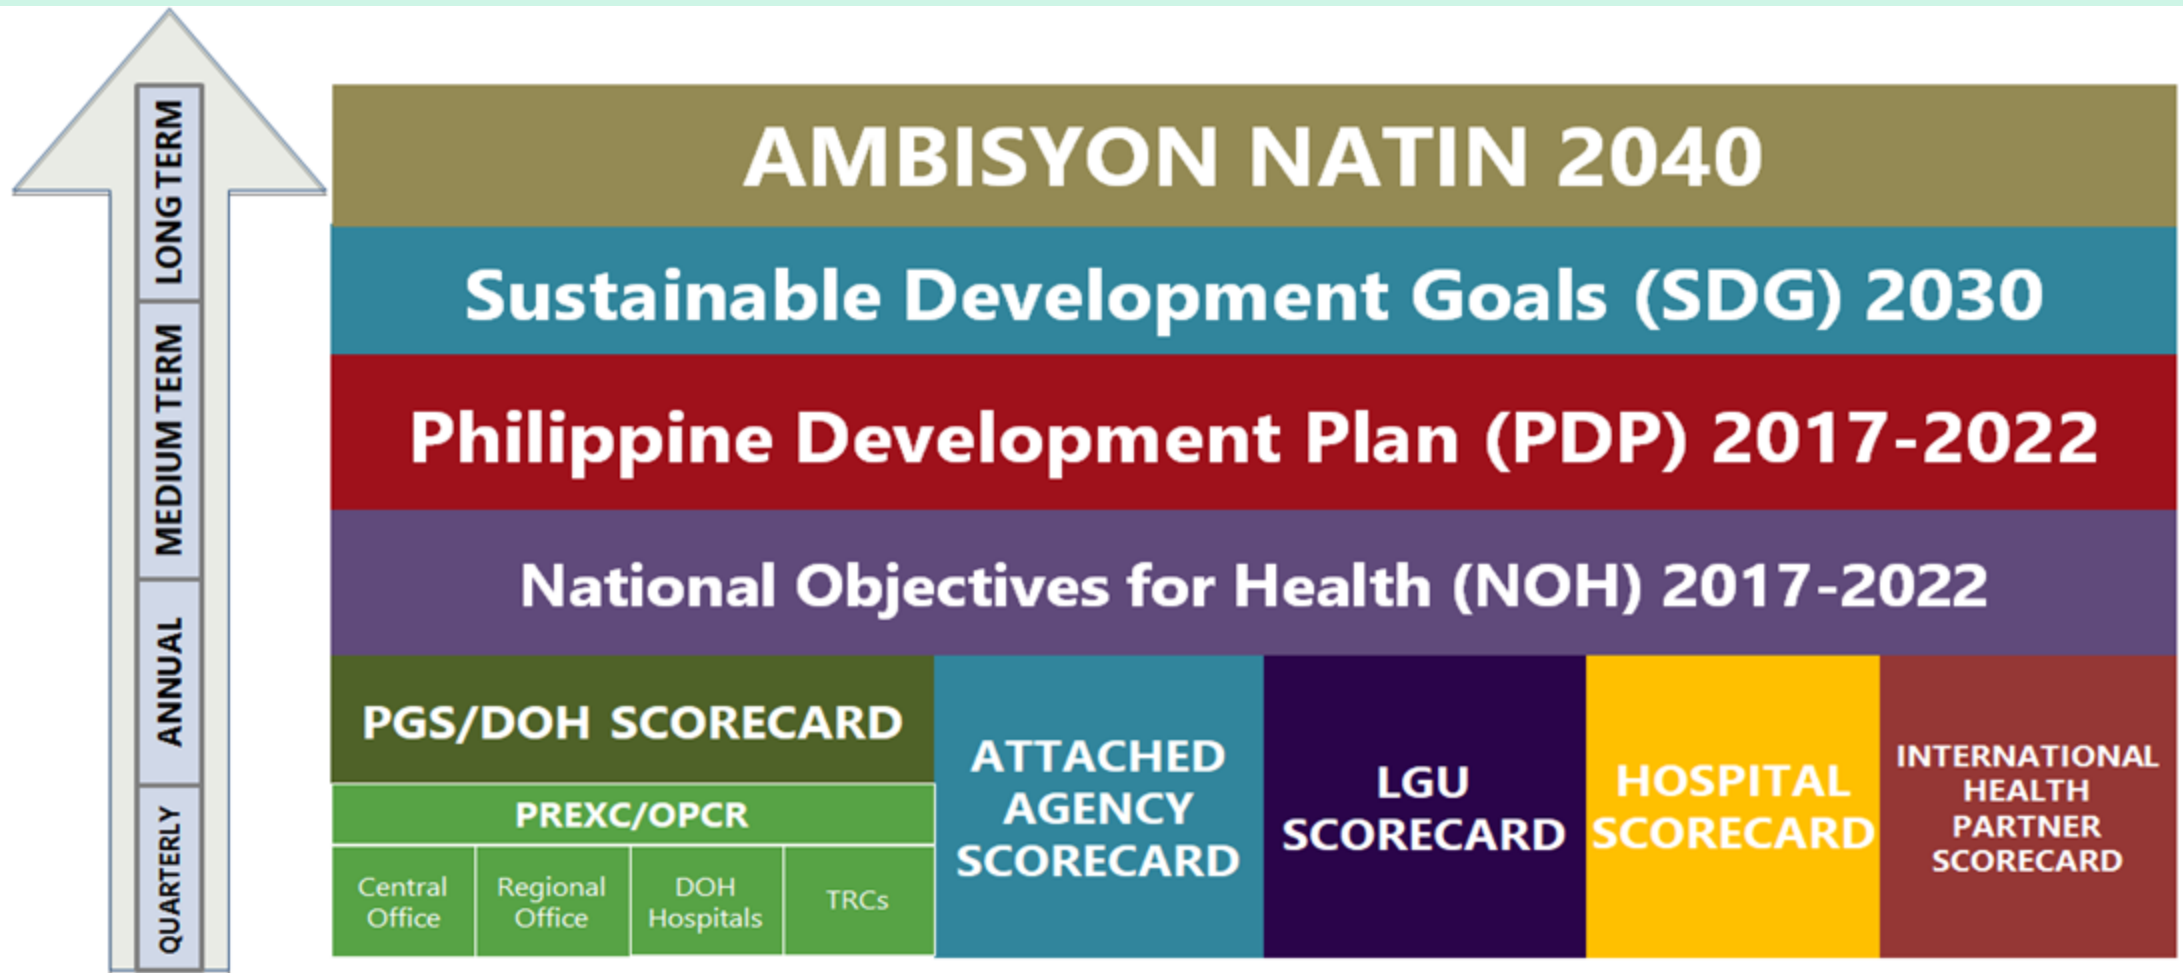 LONG TERM
MEDIUM TERM
ANNUAL
QUARTERLY
AMBISYON NATIN 2040
Sustainable Development Goals (SDG) 2030
Philippine Development Plan (PDP) 2017-2022
National Objectives for Health (NOH) 2017-2022
PGS/DOH SCORECARD
PREXC/OPCR
Central
Office
Regional
Office
DOH
Hospitals
TRCs
ATTACHED
AGENCY
SCORECARD
LGU
SCORECARD
HOSPITAL
SCORECARD
INTERNATIONAL
HEALTH
PARTNER
SCORECARD